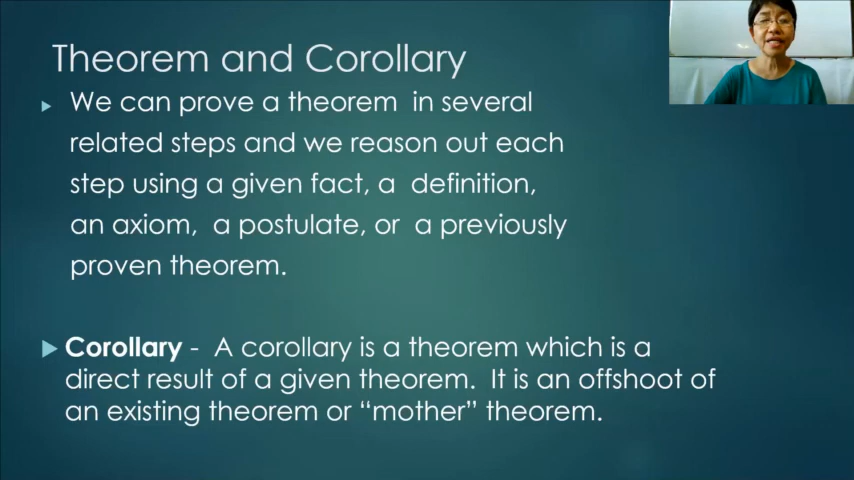 Theorem and Corollary
We can prove a theorem in several
related steps and we reason out each
step using a given fact, a definition,
an axiom, a postulate, or a previously
proven theorem.
Corollary - A corollary is a theorem which is a
direct result of a given theorem. It is an offshoot of
an existing theorem or “mother” theorem.